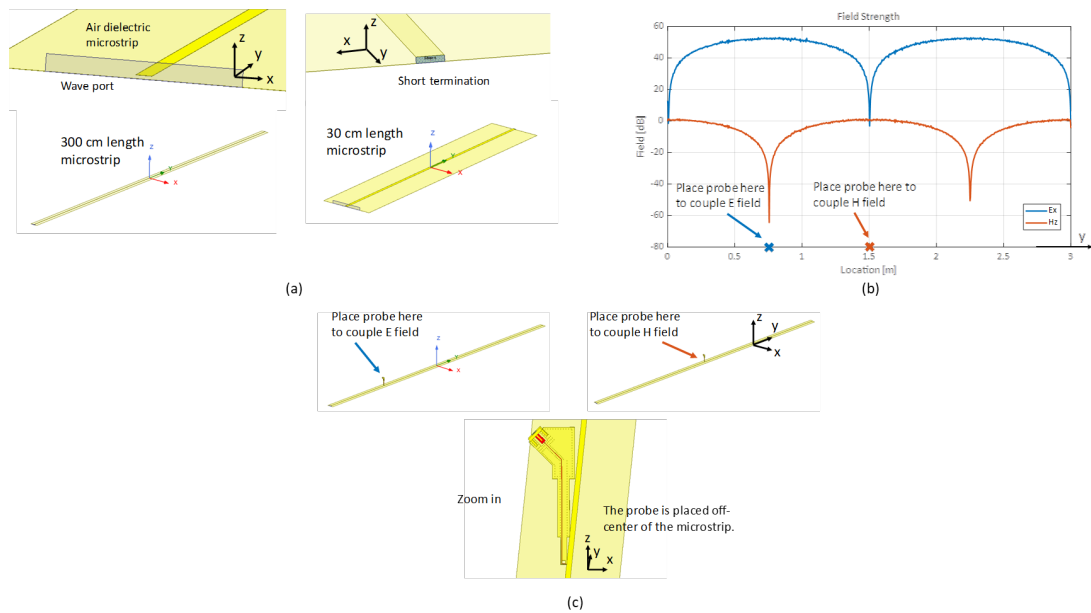 Air dielectric
microstrip
z
y
x
Wave port
z
x
y
Short termination
300 cm length
microstrip
Z
Y
X
30 cm length
microstrip
Z
Y
X
(a)
Field Strength
60
40
20
0
-20
-40
-60
-80
Field [dB]
Place probe here
to couple E field
Place probe here to
couple H field
Ex
Hz
y
0
0.5
1
1.5
2
2.5
3
Location [m]
(b)
Place probe here
to couple E field
Z
Y
X
Place probe here
to couple H field
z
y
x
Zoom in
The probe is placed off-
center of the microstrip.
z
y
x
(c)